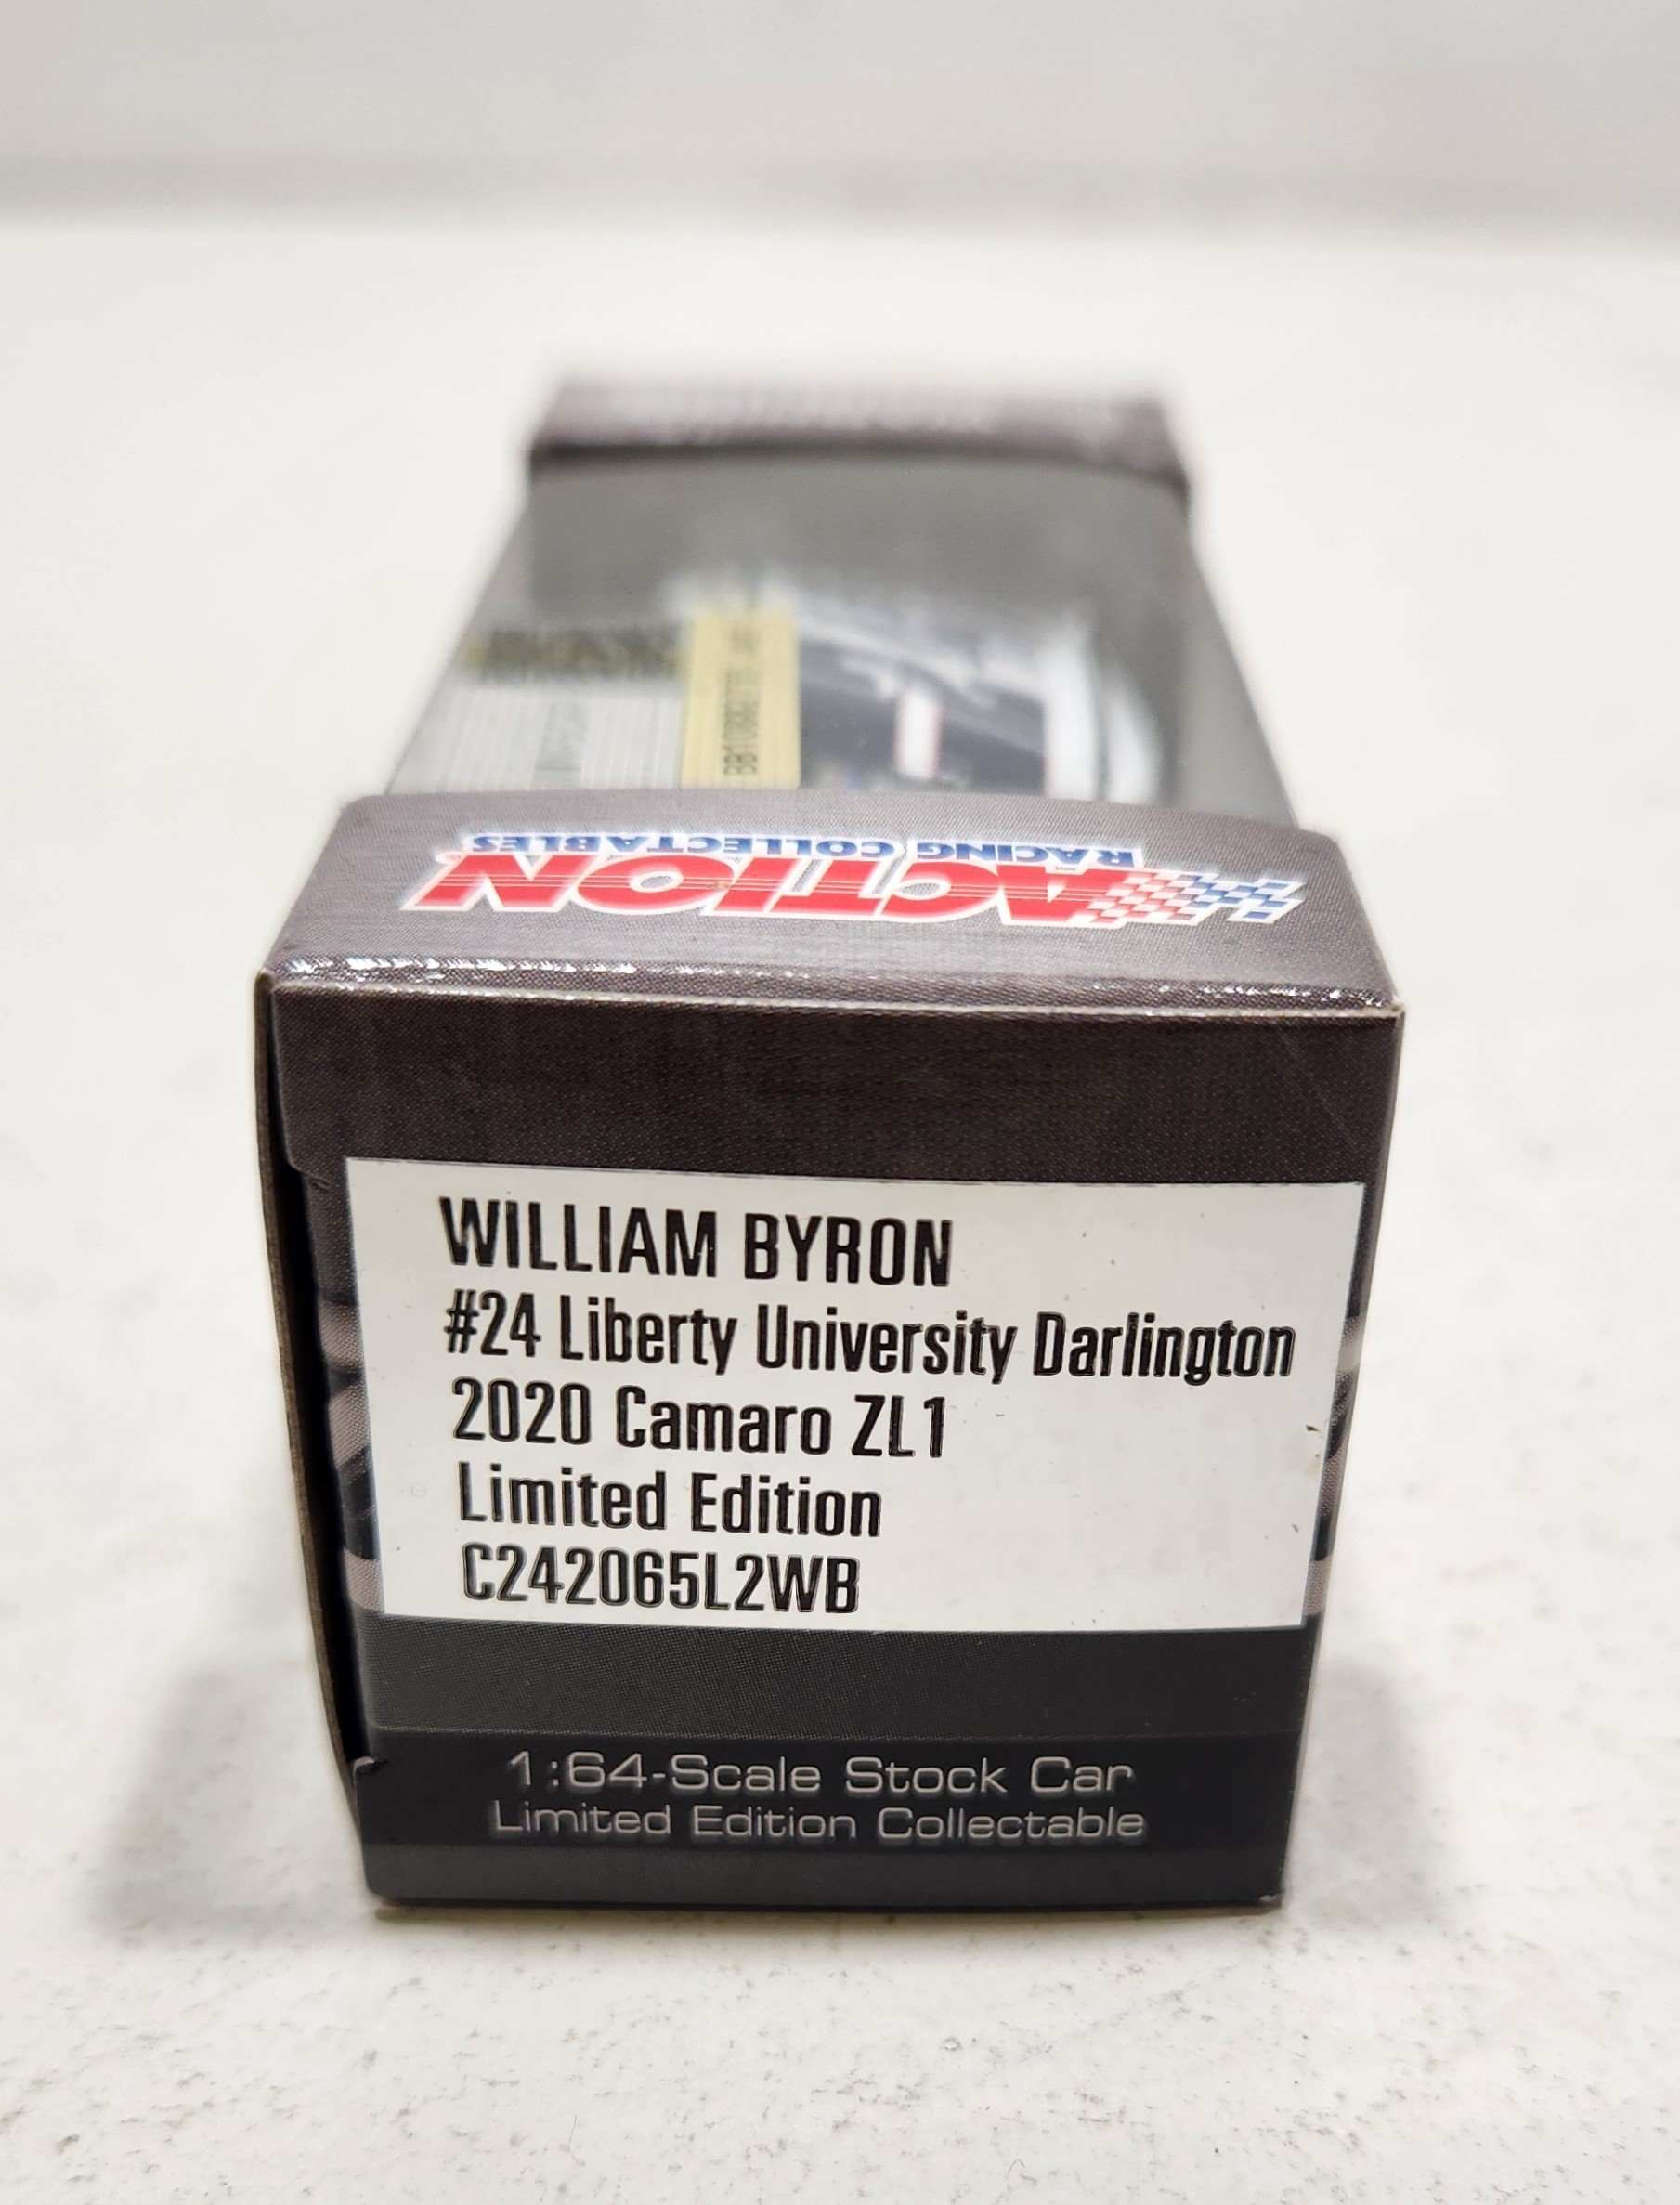 ACTION
RACING COLLECTABLES
WILLIAM BYRON
#24 Liberty University Darlington
2020 Camaro ZL1
Limited Edition
C242065L2WB
1:64-Scale Stock Car
Limited Edition Collectable